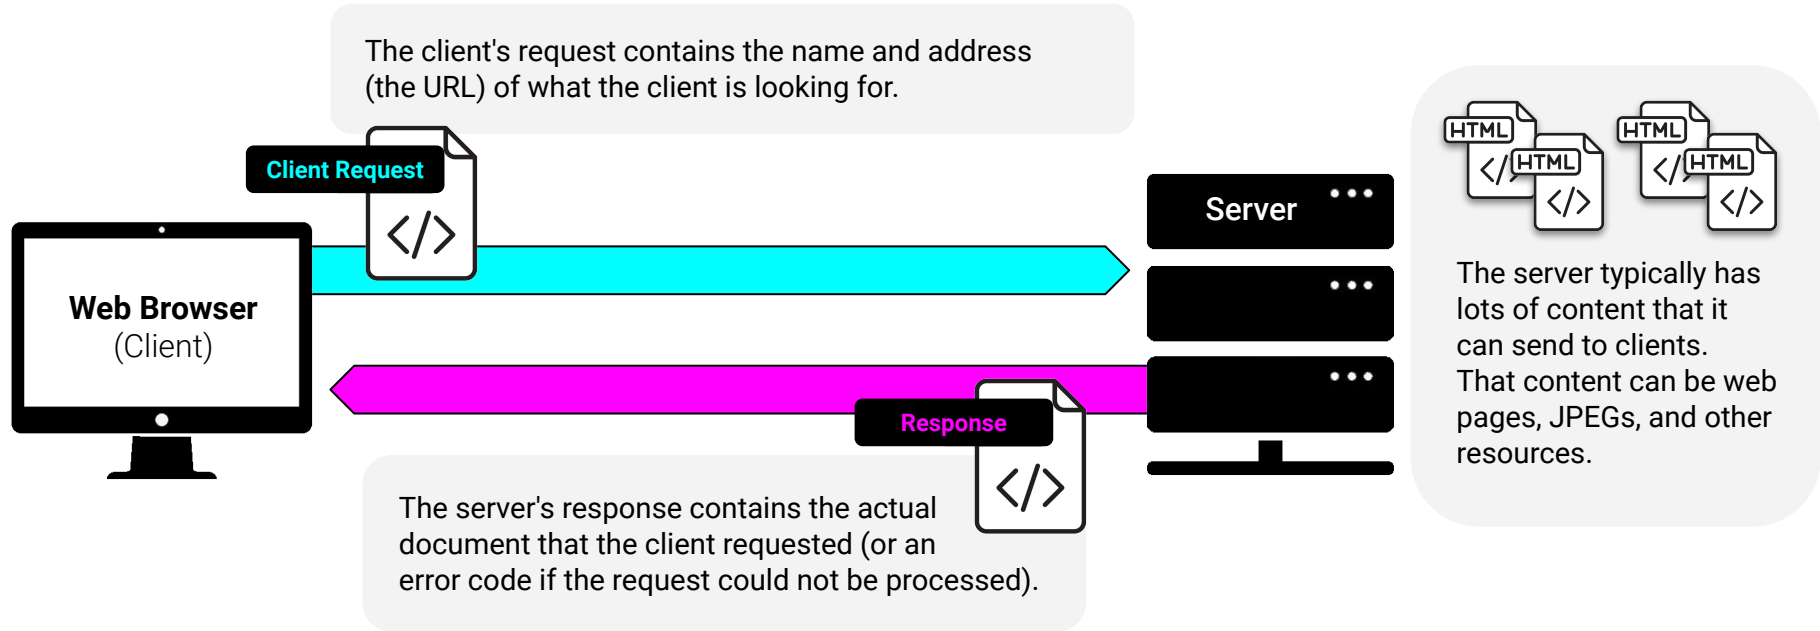 The client's request contains the name and address
(the URL) of what the client is looking for.
Client Request
</>
Web Browser
(Client)
Server
Response
</>
The server's response contains the actual
document that the client requested (or an
error code if the request could not be processed).
HTML
</>
HTML
</>
HTML
</>
HTML
</>
The server typically has
lots of content that it
can send to clients.
That content can be web
pages, JPEGs, and other
resources.